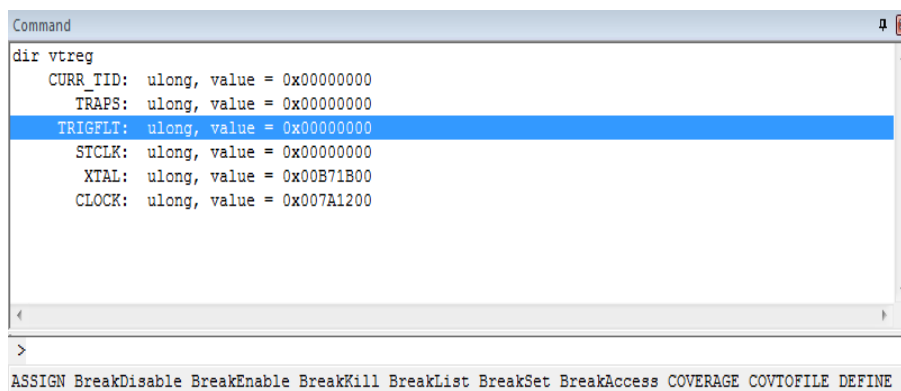 Command
dir vtreg
CURR_TID: ulong, value = 0x00000000
TRAPS: ulong, value = 0x00000000
TRIGFLT: ulong, value = 0x00000000
STCLK: ulong, value = 0x00000000
XTAL: ulong, value = 0x00B71B00
CLOCK: ulong, value = 0x007A1200
>
ASSIGN BreakDisable BreakEnable BreakKill BreakList BreakSet BreakAccess COVERAGE COVTOFILE DEFINE